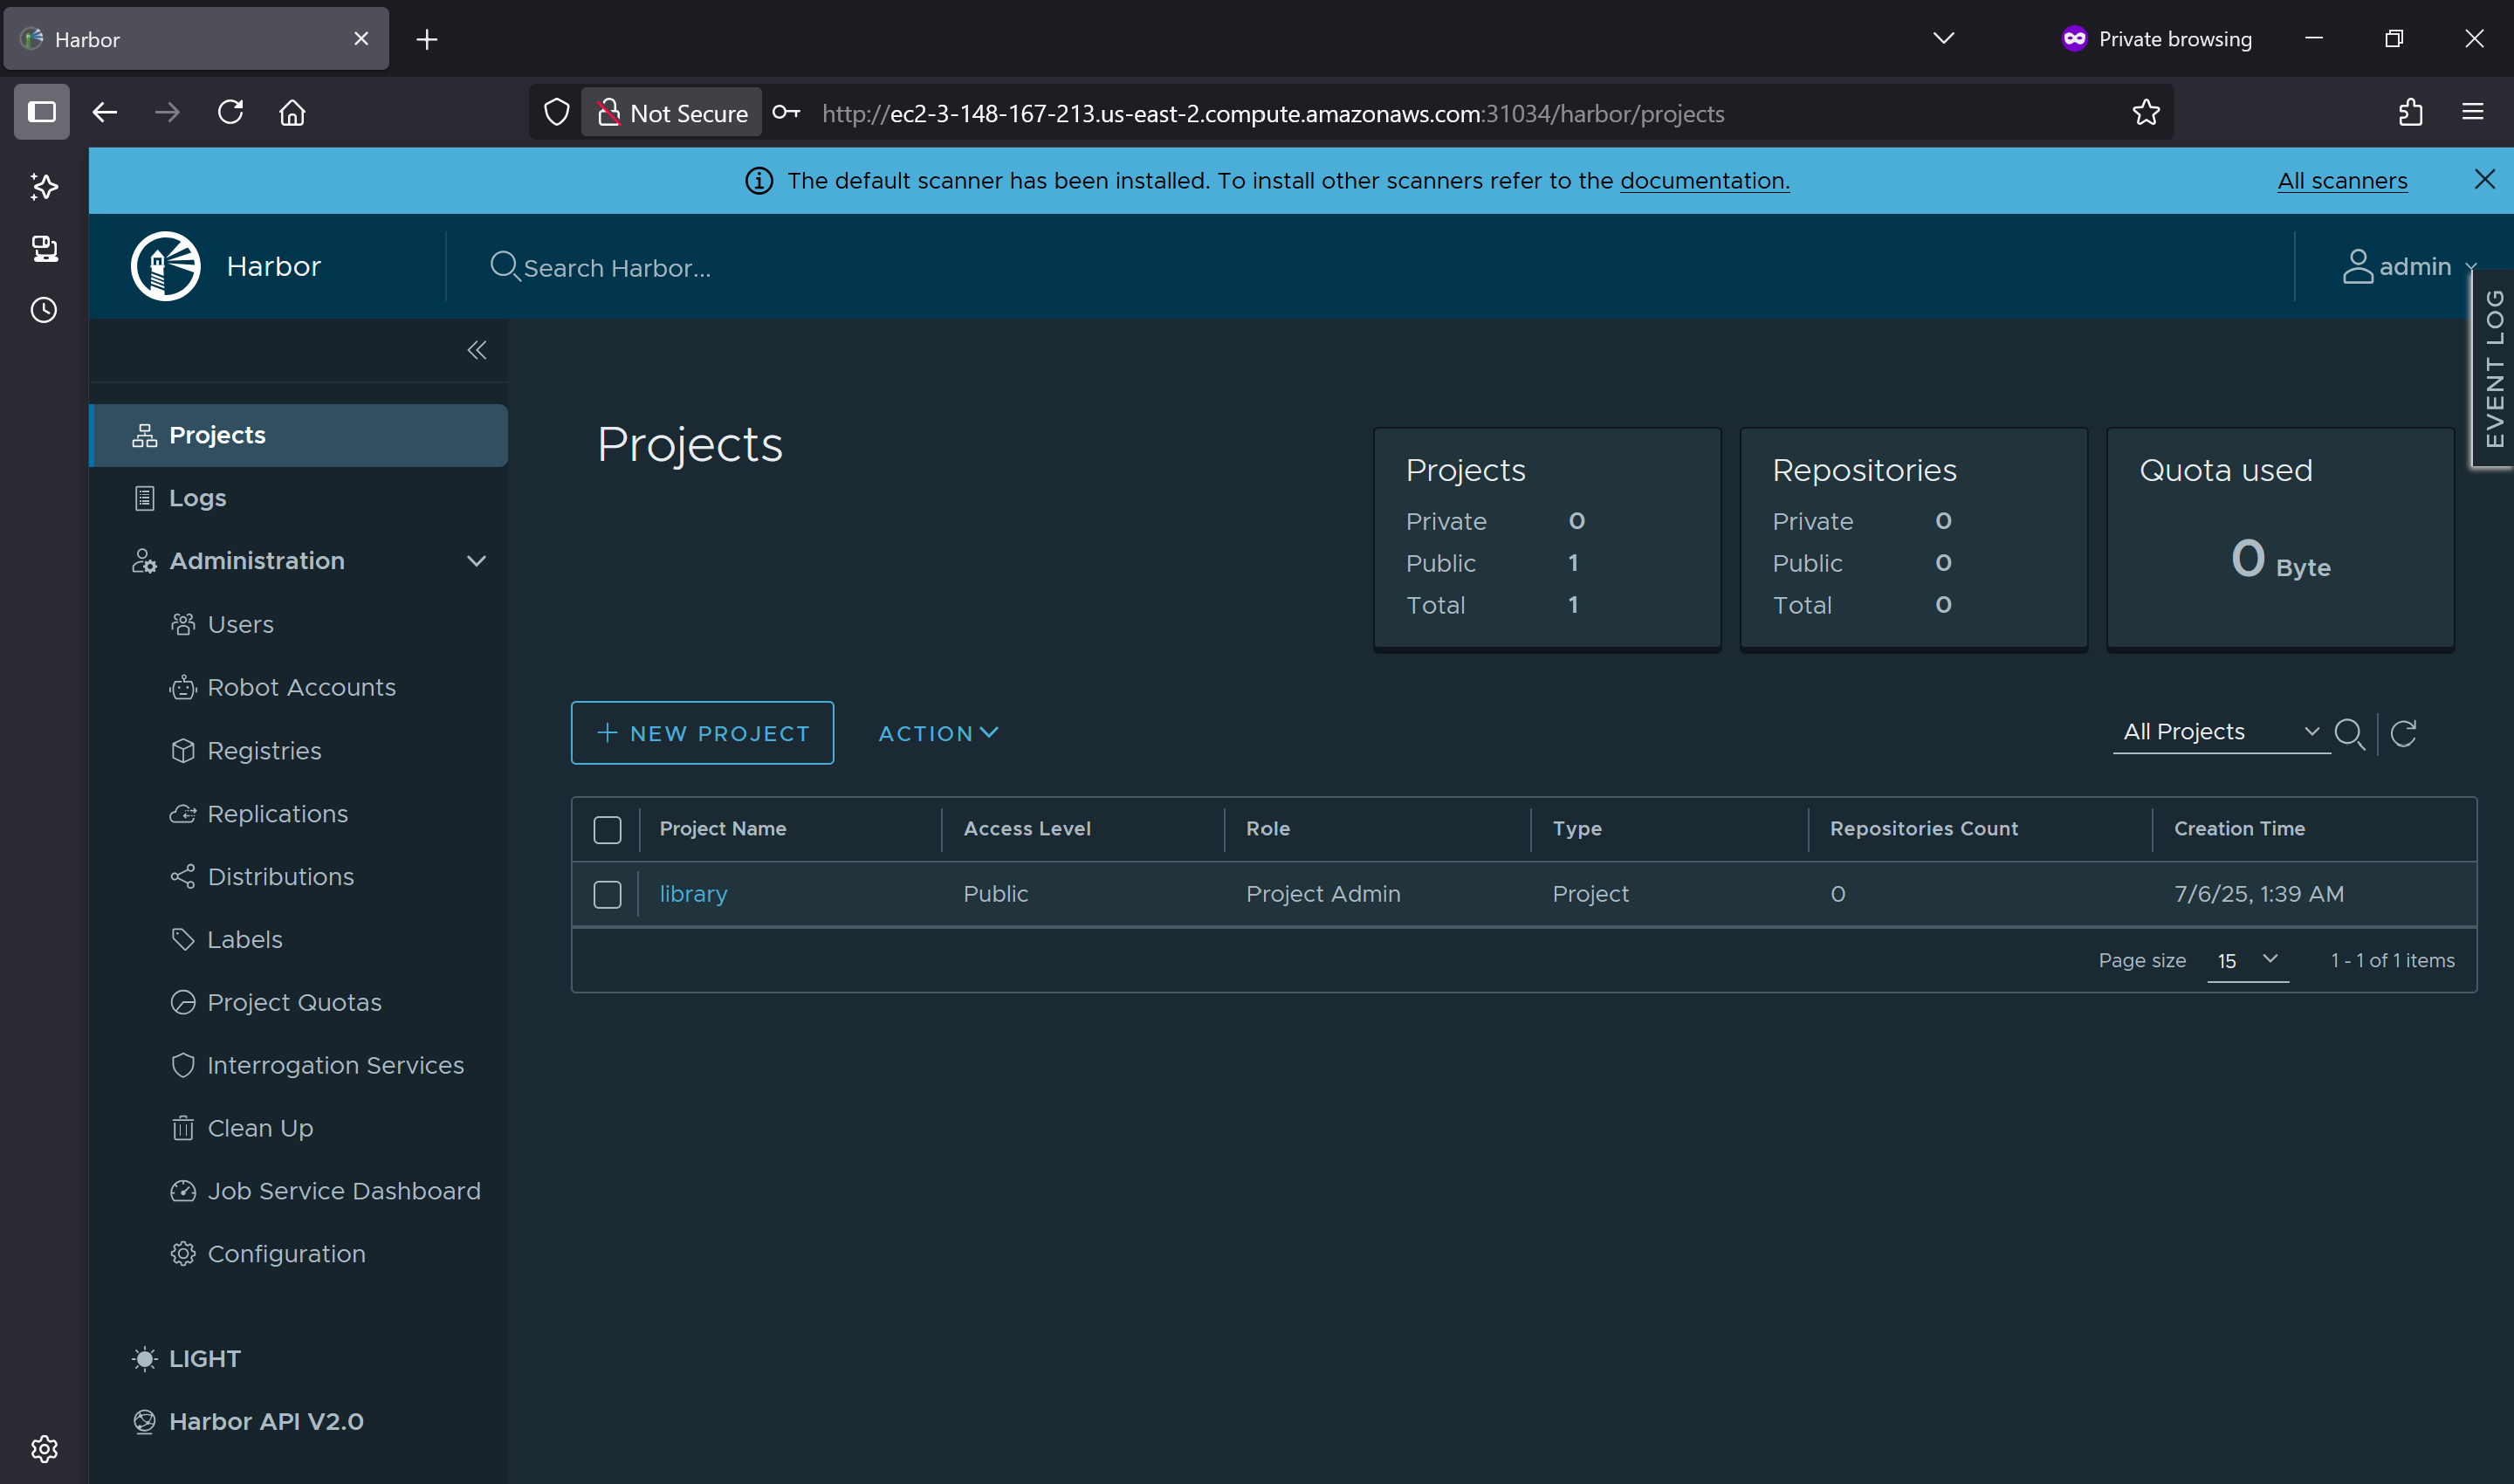 Harbor
Private browsing
Not Secure
http://ec2-3-148-167-213.us-east-2.compute.amazonaws.com:31034/harbor/projects
The default scanner has been installed. To install other scanners refer to the documentation.
All scanners
Harbor
Search Harbor...
admin
EVENT LOG
Projects
Logs
Administration
Users
Robot Accounts
Registries
Replications
Distributions
Labels
Project Quotas
Interrogation Services
Clean Up
Job Service Dashboard
Configuration
LIGHT
Harbor API V2.0
Projects
Projects
Private 0
Public 1
Total 1
Repositories
Private 0
Public 0
Total 0
Quota used
0 Byte
NEW PROJECT
ACTION
All Projects
Project Name Access Level Role Type Repositories Count Creation Time
library Public Project Admin Project 0 7/6/25, 1:39 AM
Page size 15 1 - 1 of 1 items